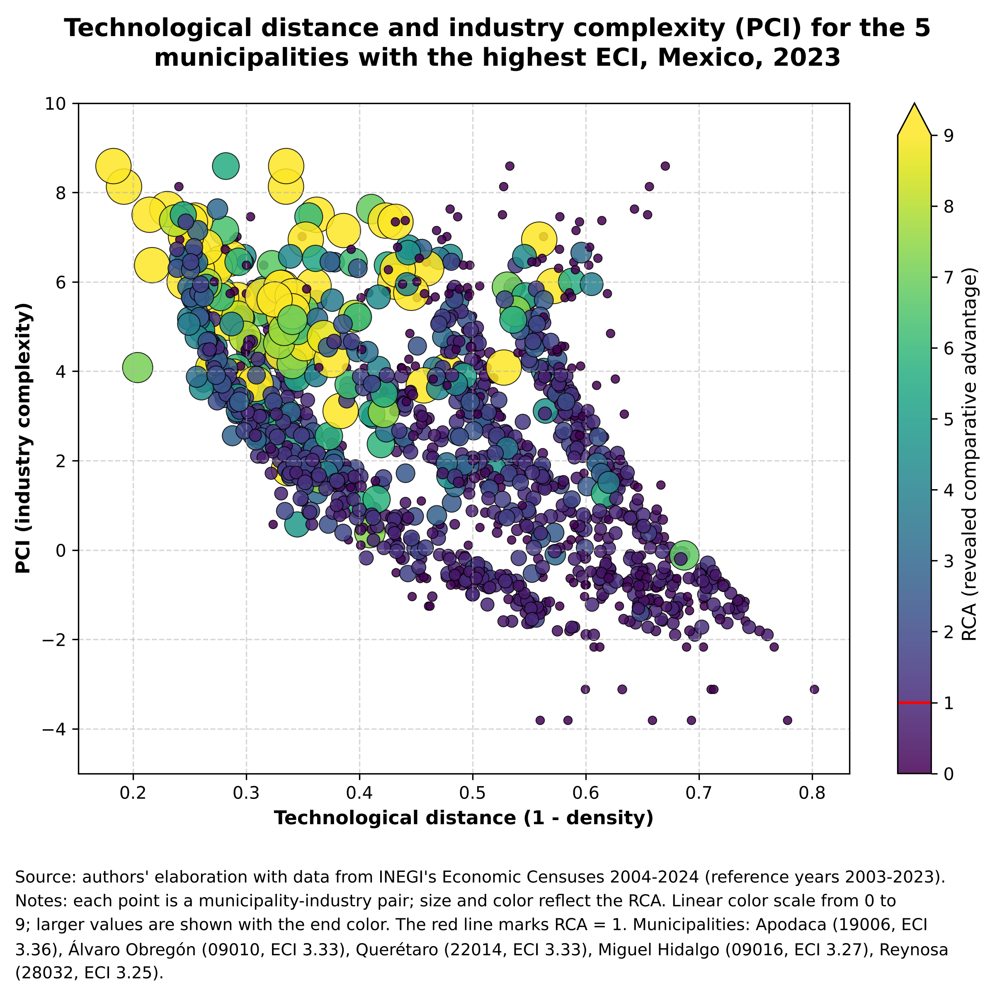 Technological distance and industry complexity (PCI) for the 5
municipalities with the highest ECI, Mexico, 2023
10
8
6
4
2
0
−2
−4
PCI (industry complexity)
0.2 0.3 0.4 0.5 0.6 0.7 0.8
Technological distance (1 - density)
9
8
7
6
5
4
3
2
1
0
RCA (revealed comparative advantage)
Source: authors' elaboration with data from INEGI's Economic Censuses 2004-2024 (reference years 2003-2023).
Notes: each point is a municipality-industry pair; size and color reflect the RCA. Linear color scale from 0 to
9; larger values are shown with the end color. The red line marks RCA = 1. Municipalities: Apodaca (19006, ECI
3.36), Álvaro Obregón (09010, ECI 3.33), Querétaro (22014, ECI 3.33), Miguel Hidalgo (09016, ECI 3.27), Reynosa
(28032, ECI 3.25).